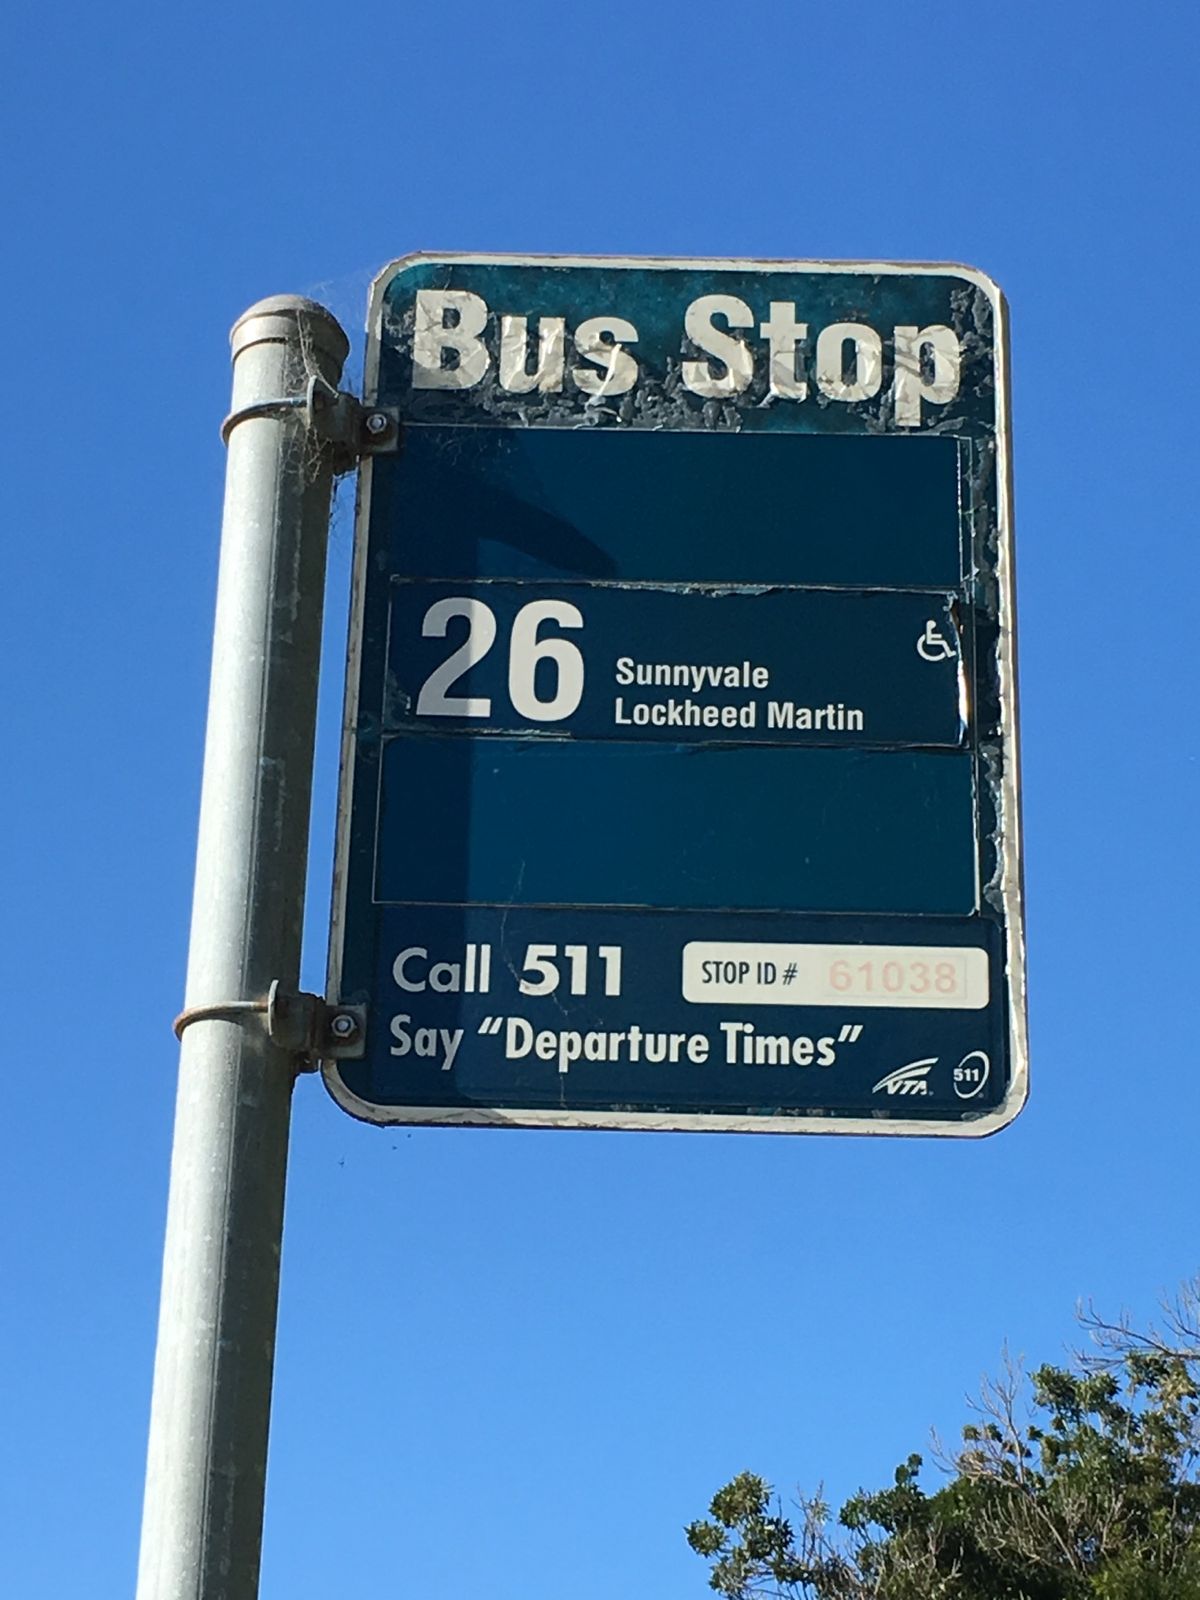 Bus Stop
26 Sunnyvale
Lockheed Martin
Call 511 STOP ID # 61038
Say “Departure Times”
VTA 511